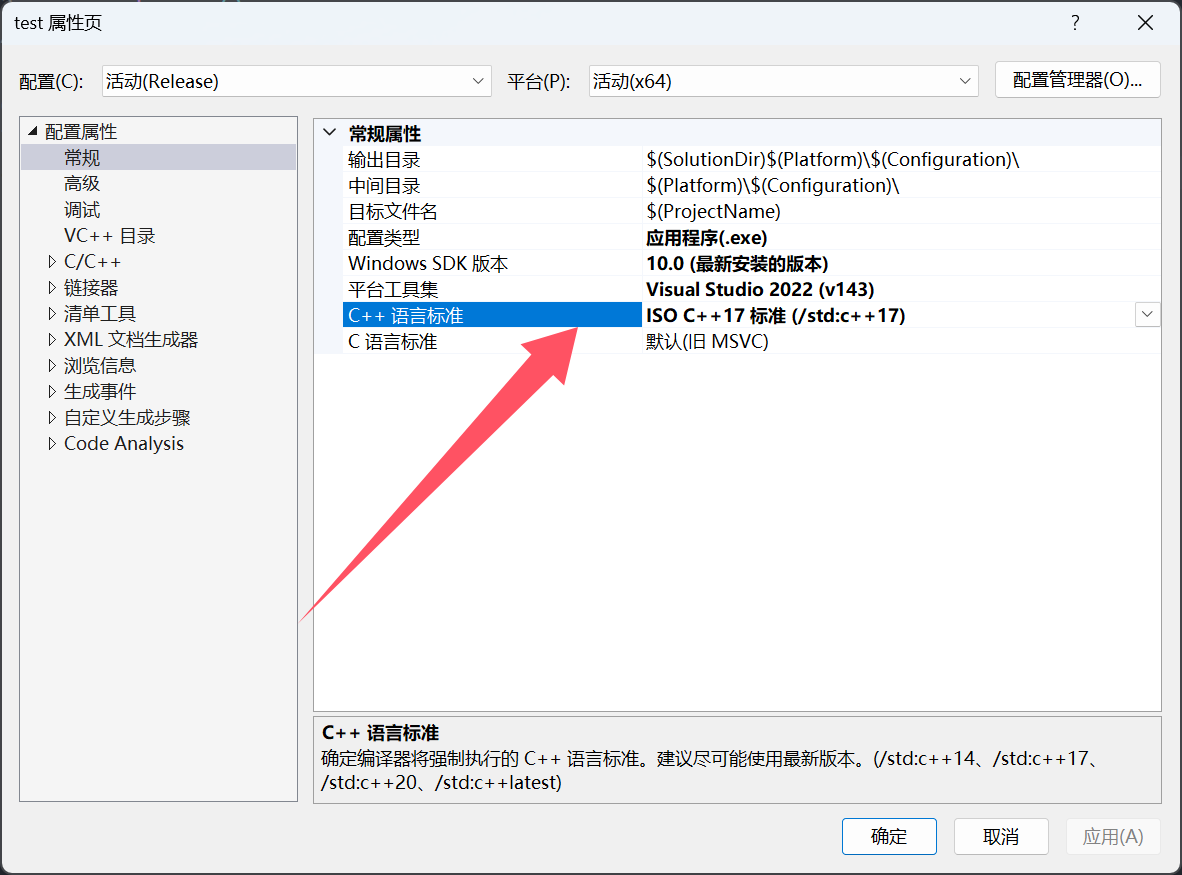 test 属性页
配置(C): 活动(Release) 平台(P): 活动(x64) 配置管理器(O)...
配置属性
常规
高级
调试
VC++ 目录
C/C++
链接器
清单工具
XML 文档生成器
浏览信息
生成事件
自定义生成步骤
Code Analysis
常规属性
输出目录 $(SolutionDir)$(Platform)\$(Configuration)\
中间目录 $(Platform)\$(Configuration)\
目标文件名 $(ProjectName)
配置类型 应用程序(.exe)
Windows SDK 版本 10.0 (最新安装的版本)
平台工具集 Visual Studio 2022 (v143)
C++ 语言标准 ISO C++17 标准 (/std:c++17)
C 语言标准 默认(旧 MSVC)
C++ 语言标准
确定编译器将强制执行的 C++ 语言标准。建议尽可能使用最新版本。(/std:c++14、/std:c++17、
/std:c++20、/std:c++latest)
确定 取消 应用(A)